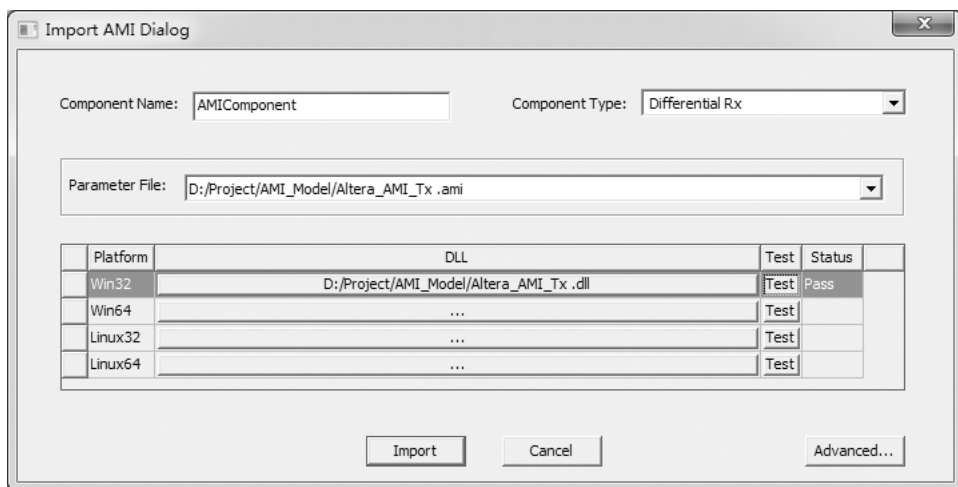 Import AMI Dialog
x
Component Name: AMIComponent Component Type: Differential Rx
Parameter File: D:/Project/AMI_Model/Altera_AMI_Tx .ami
Platform DLL Test Status
Win32 D:/Project/AMI_Model/Altera_AMI_Tx .dll Test Pass
Win64 ... Test
Linux32 ... Test
Linux64 ... Test
Import Cancel Advanced...